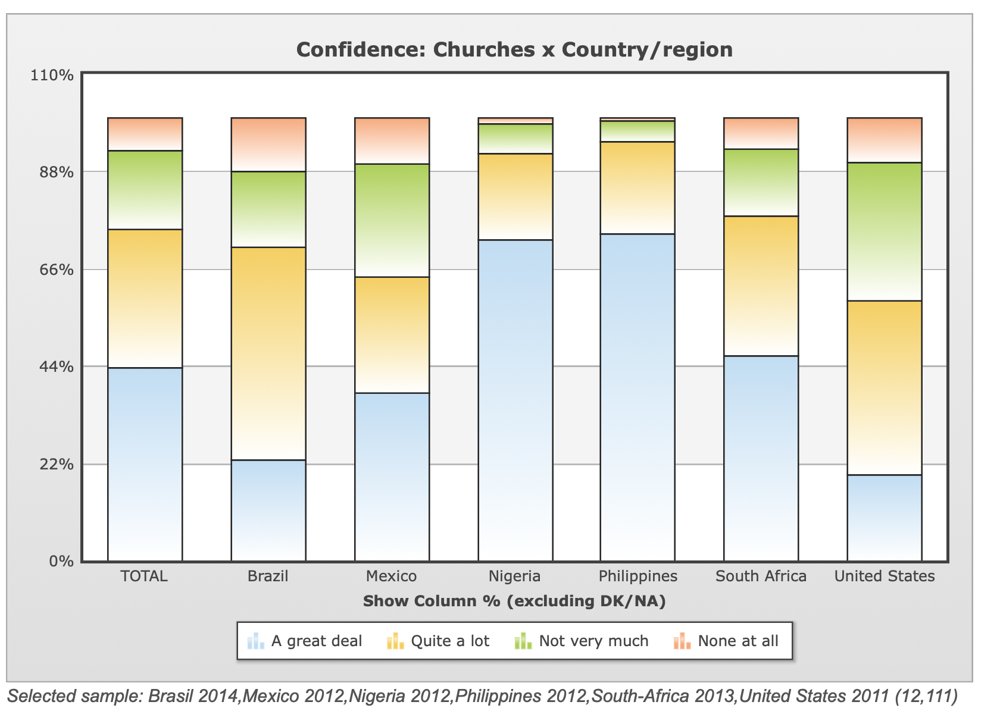 Confidence: Churches x Country/region
110%
88%
66%
44%
22%
0%
TOTAL Brazil Mexico Nigeria Philippines South Africa United States
Show Column % (excluding DK/NA)
A great deal Quite a lot Not very much None at all
Selected sample: Brasil 2014,Mexico 2012,Nigeria 2012,Philippines 2012,South-Africa 2013,United States 2011 (12,111)